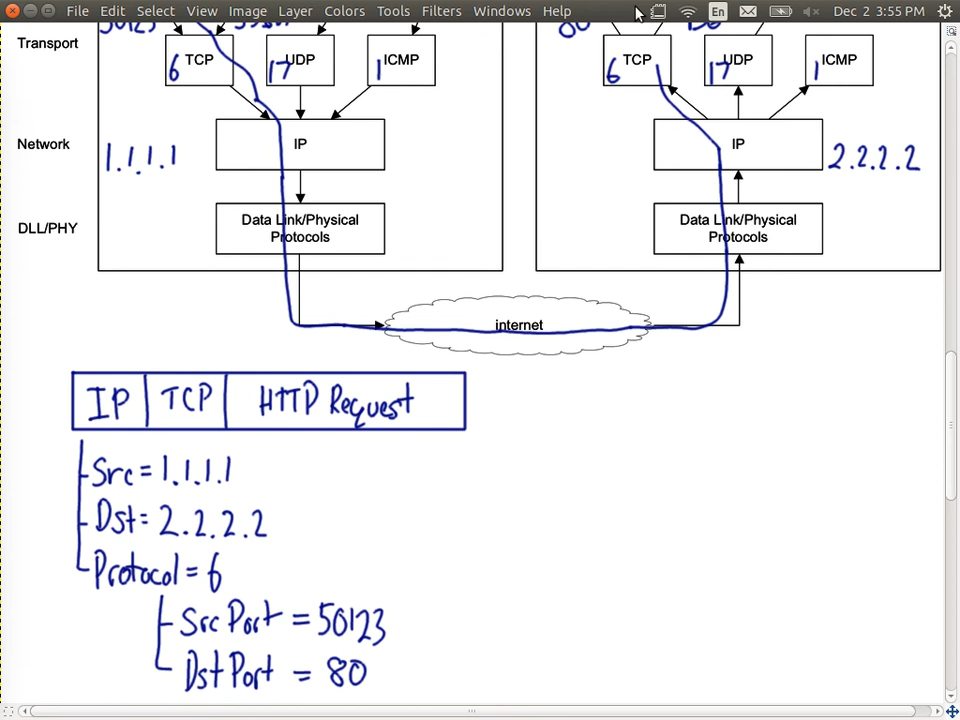 File Edit Select View Image Layer Colors Tools Filters Windows Help En Dec 2 3:55 PM
50123 80
Transport TCP UDP ICMP TCP UDP ICMP
6 17 1 6 17 1
Network IP IP
1.1.1.1 2.2.2.2
DLL/PHY Data Link/Physical Protocols Data Link/Physical Protocols
internet
IP TCP HTTP Request
Src = 1.1.1.1
Dst = 2.2.2.2
Protocol = 6
Src Port = 50123
Dst Port = 80